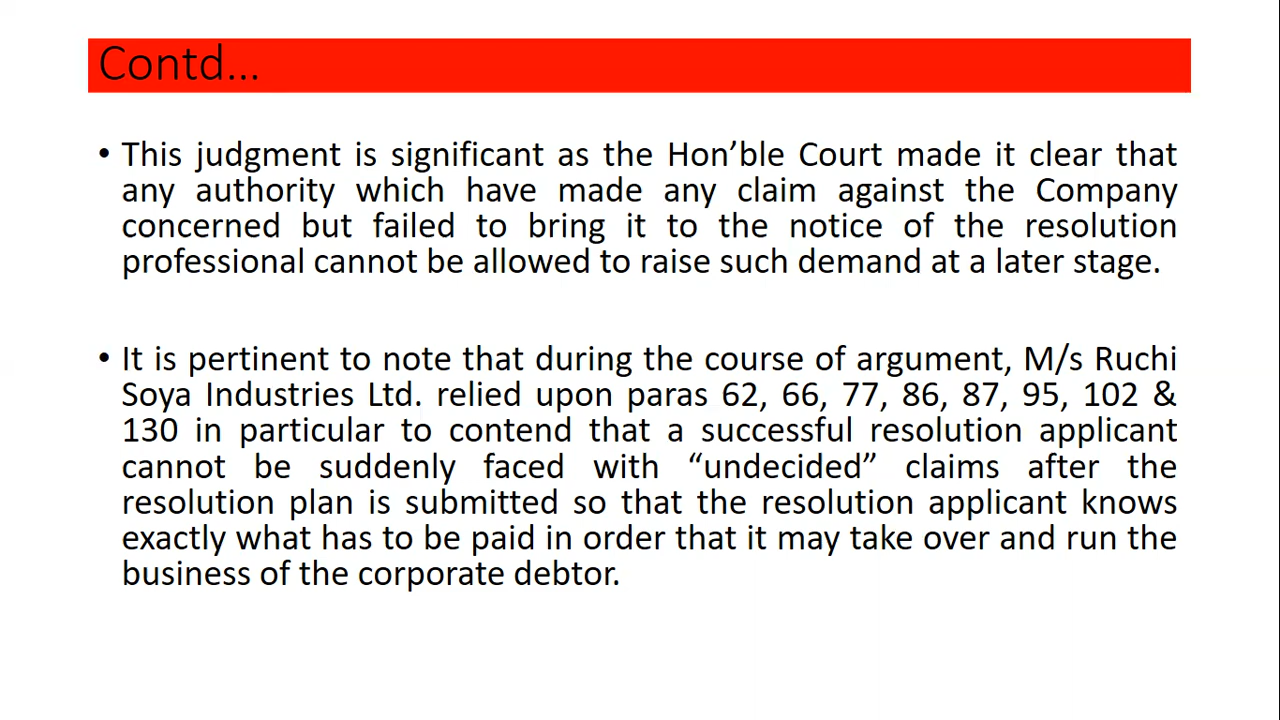 Contd...
• This judgment is significant as the Hon’ble Court made it clear that
any authority which have made any claim against the Company
concerned but failed to bring it to the notice of the resolution
professional cannot be allowed to raise such demand at a later stage.
• It is pertinent to note that during the course of argument, M/s Ruchi
Soya Industries Ltd. relied upon paras 62, 66, 77, 86, 87, 95, 102 &
130 in particular to contend that a successful resolution applicant
cannot be suddenly faced with “undecided” claims after the
resolution plan is submitted so that the resolution applicant knows
exactly what has to be paid in order that it may take over and run the
business of the corporate debtor.